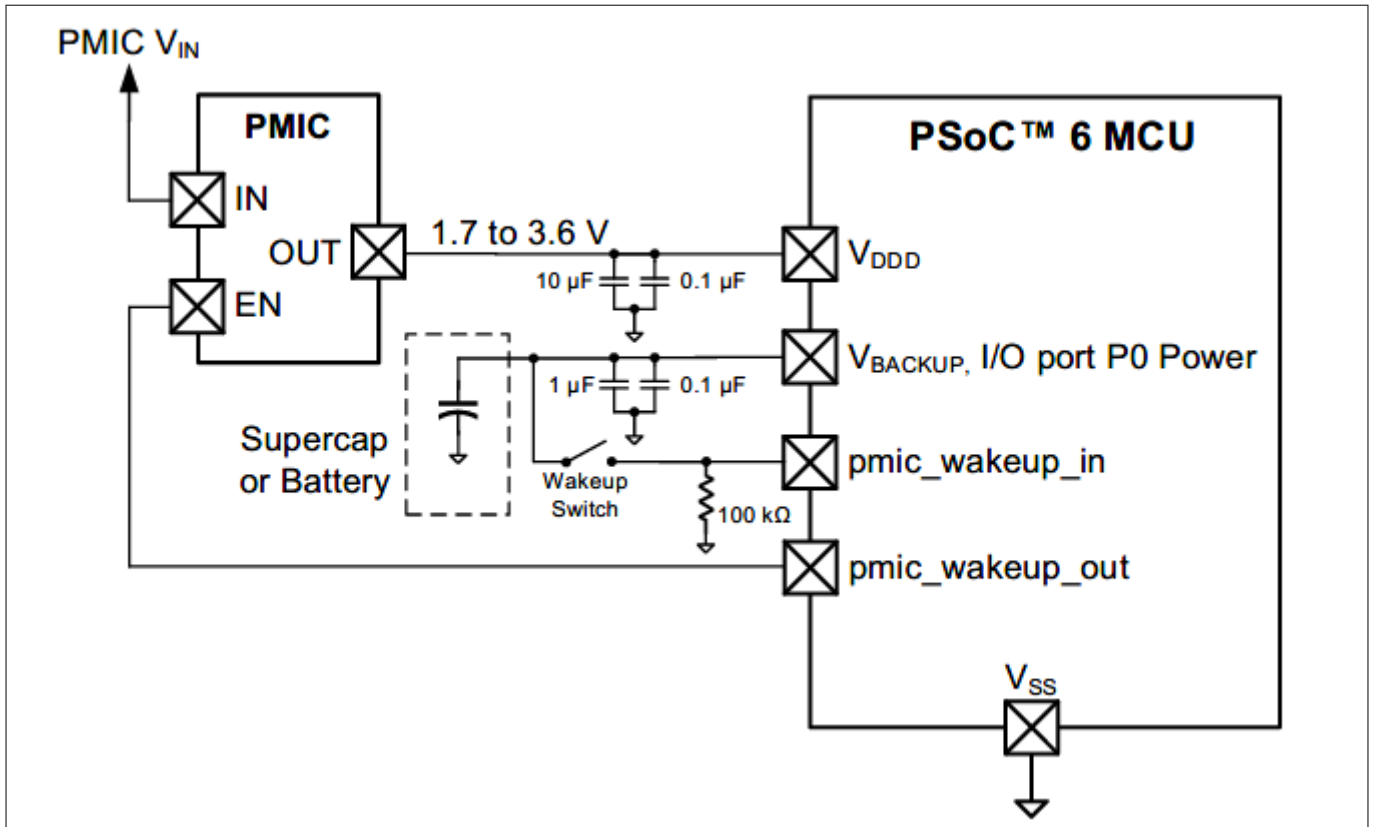 PMIC VIN
PMIC
PSoC™ 6 MCU
IN
OUT
1.7 to 3.6 V
VDDD
10 µF
0.1 µF
EN
VBACKUP, I/O port P0 Power
1 µF
0.1 µF
Supercap
or Battery
pmic_wakeup_in
Wakeup
Switch
100 kΩ
pmic_wakeup_out
VSS